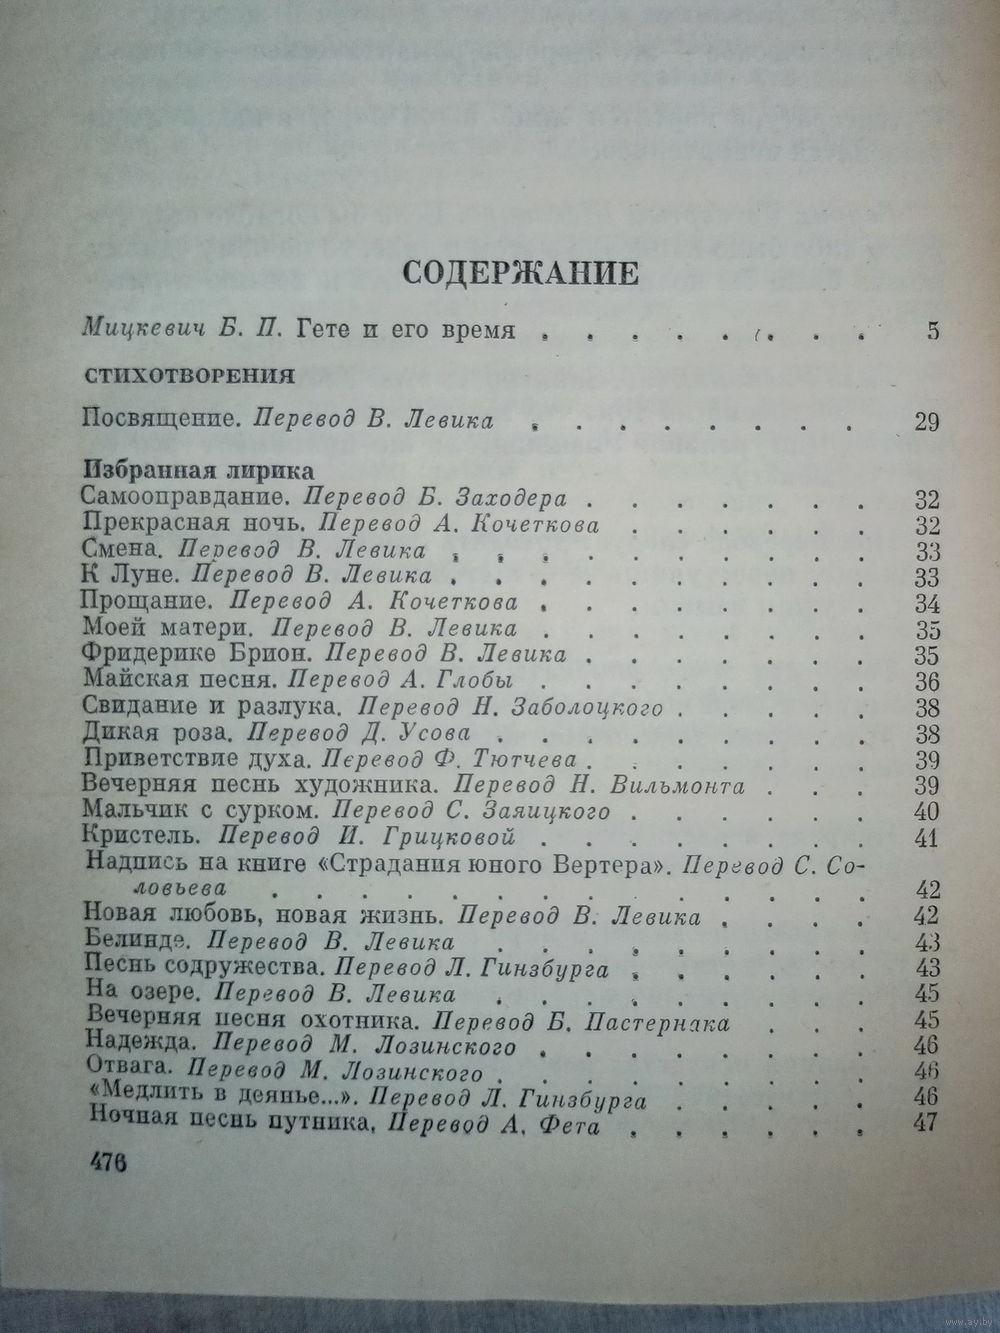 СОДЕРЖАНИЕ
Мицкевич Б. П. Гете и его время . . . . . . . . 5
СТИХОТВОРЕНИЯ
Посвящение. Перевод В. Левика . . . . . . . . 29
Избранная лирика
Самооправдание. Перевод Б. Заходера . . . . . . . 32
Прекрасная ночь. Перевод А. Кочеткова . . . . . . 32
Смена. Перевод В. Левика . . . . . . . . . . 33
К Луне. Перевод В. Левика . . . . . . . . . . 33
Прощание. Перевод А. Кочеткова . . . . . . . . 34
Моей матери. Перевод В. Левика . . . . . . . . 35
Фридерике Брион. Перевод В. Левика . . . . . . . 35
Майская песня. Перевод А. Глобы . . . . . . . . 36
Свидание и разлука. Перевод Н. Заболоцкого . . . . . 38
Дикая роза. Перевод Д. Усова . . . . . . . . . 38
Приветствие духа. Перевод Ф. Тютчева . . . . . . . 39
Вечерняя песнь художника. Перевод Н. Вильмонта . . . 39
Мальчик с сурком. Перевод С. Заяицкого . . . . . . 40
Кристель. Перевод И. Грицковой . . . . . . . . 41
Надпись на книге «Страдания юного Вертера». Перевод С. Со-
ловьева . . . . . . . . . . . . . . 42
Новая любовь, новая жизнь. Перевод В. Левика . . . . 42
Белинде. Перевод В. Левика . . . . . . . . . 43
Песнь содружества. Перевод Л. Гинзбурга . . . . . . 43
На озере. Перевод В. Левика . . . . . . . . . 45
Вечерняя песня охотника. Перевод Б. Пастернака . . . 45
Надежда. Перевод М. Лозинского . . . . . . . . 46
Отвага. Перевод М. Лозинского . . . . . . . . . 46
«Медлить в деянье...». Перевод Л. Гинзбурга . . . . . 46
Ночная песнь путника, Перевод А. Фета . . . . . . 47
476
www.ay.by